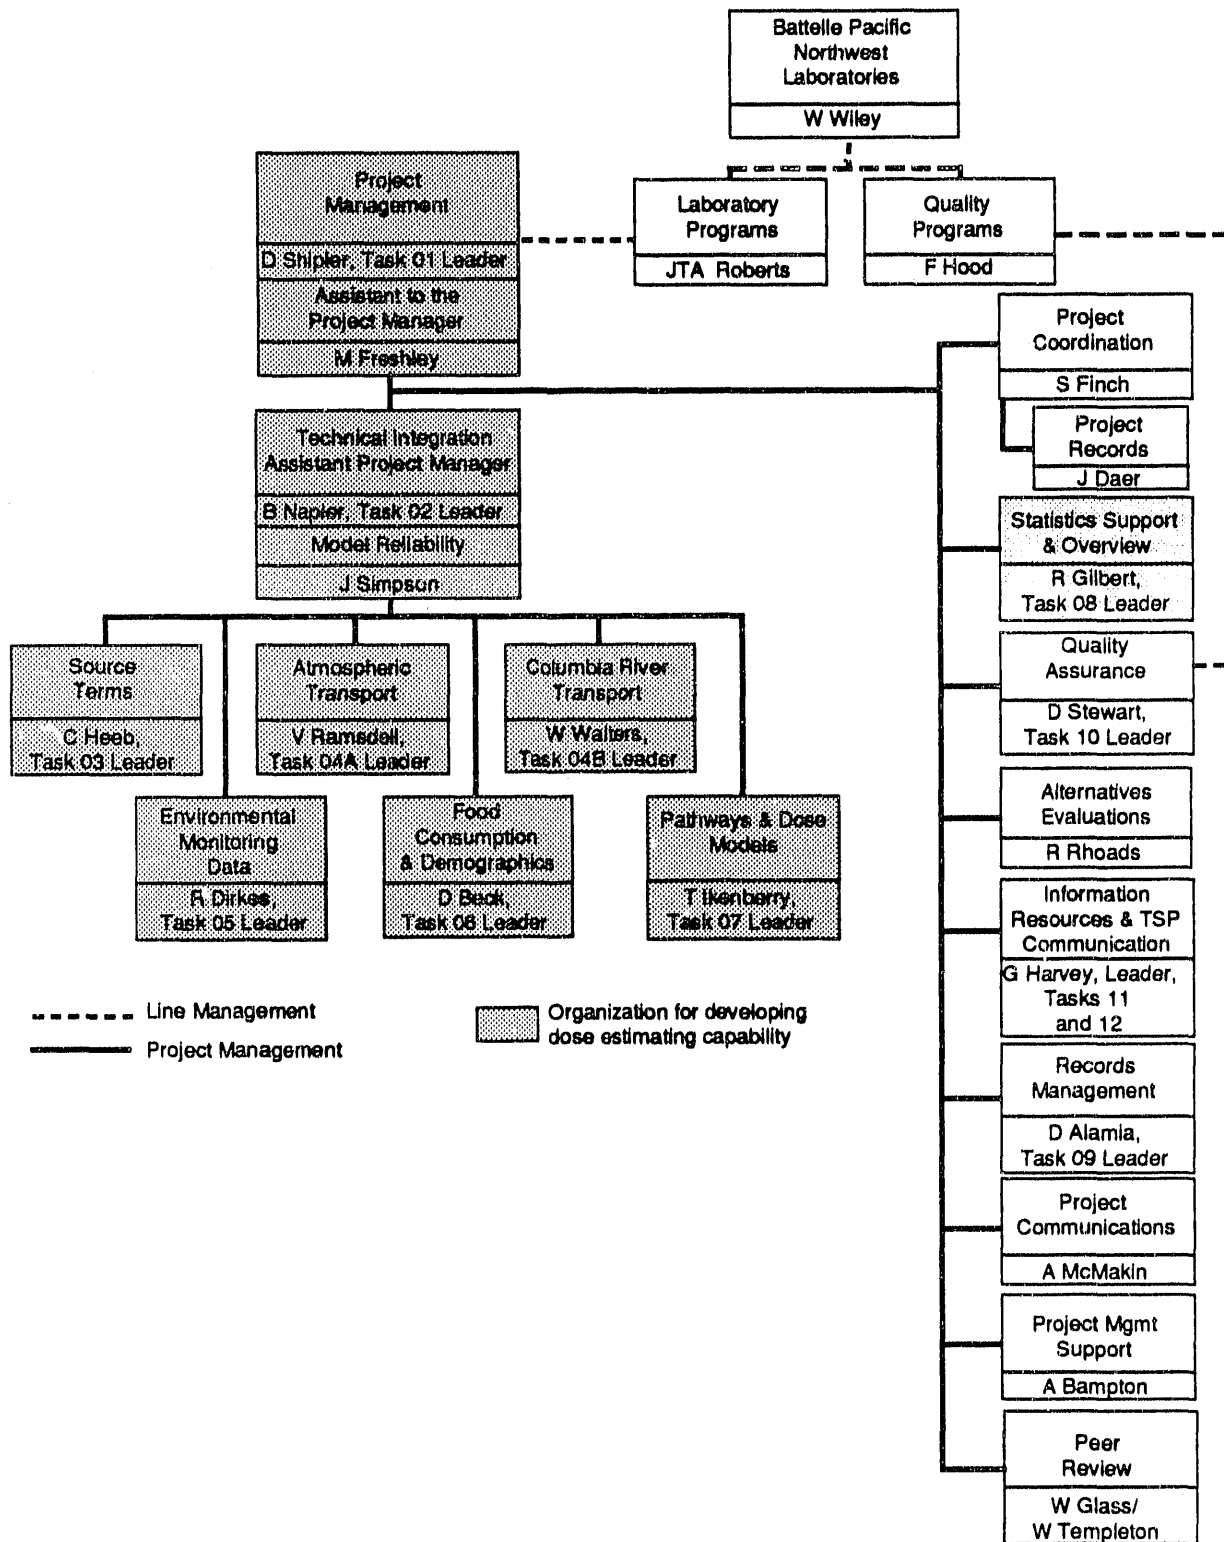 Battelle Pacific
Northwest
Laboratories
W Wiley
Project
Management
D Shipler, Task 01 Leader
Assistant to the
Project Manager
M Freshley
Laboratory
Programs
JTA Roberts
Quality
Programs
F Hood
Technical Integration
Assistant Project Manager
B Napier, Task 02 Leader
Model Reliability
J Simpson
Source
Terms
C Heeb,
Task 03 Leader
Atmospheric
Transport
V Ramsdell,
Task 04A Leader
Columbia River
Transport
W Walters,
Task 04B Leader
Environmental
Monitoring
Data
R Dirkes,
Task 05 Leader
Food
Consumption
& Demographics
D Beck,
Task 06 Leader
Pathways & Dose
Models
T Ikenberry,
Task 07 Leader
Line Management
Project Management
Organization for developing
dose estimating capability
Project
Coordination
S Finch
Project
Records
J Daer
Statistics Support
& Overview
R Gilbert,
Task 08 Leader
Quality
Assurance
D Stewart,
Task 10 Leader
Alternatives
Evaluations
R Rhoads
Information
Resources & TSP
Communication
G Harvey, Leader,
Tasks 11
and 12
Records
Management
D Alamia,
Task 09 Leader
Project
Communications
A McMakin
Project Mgmt
Support
A Bampton
Peer
Review
W Glass/
W Templeton